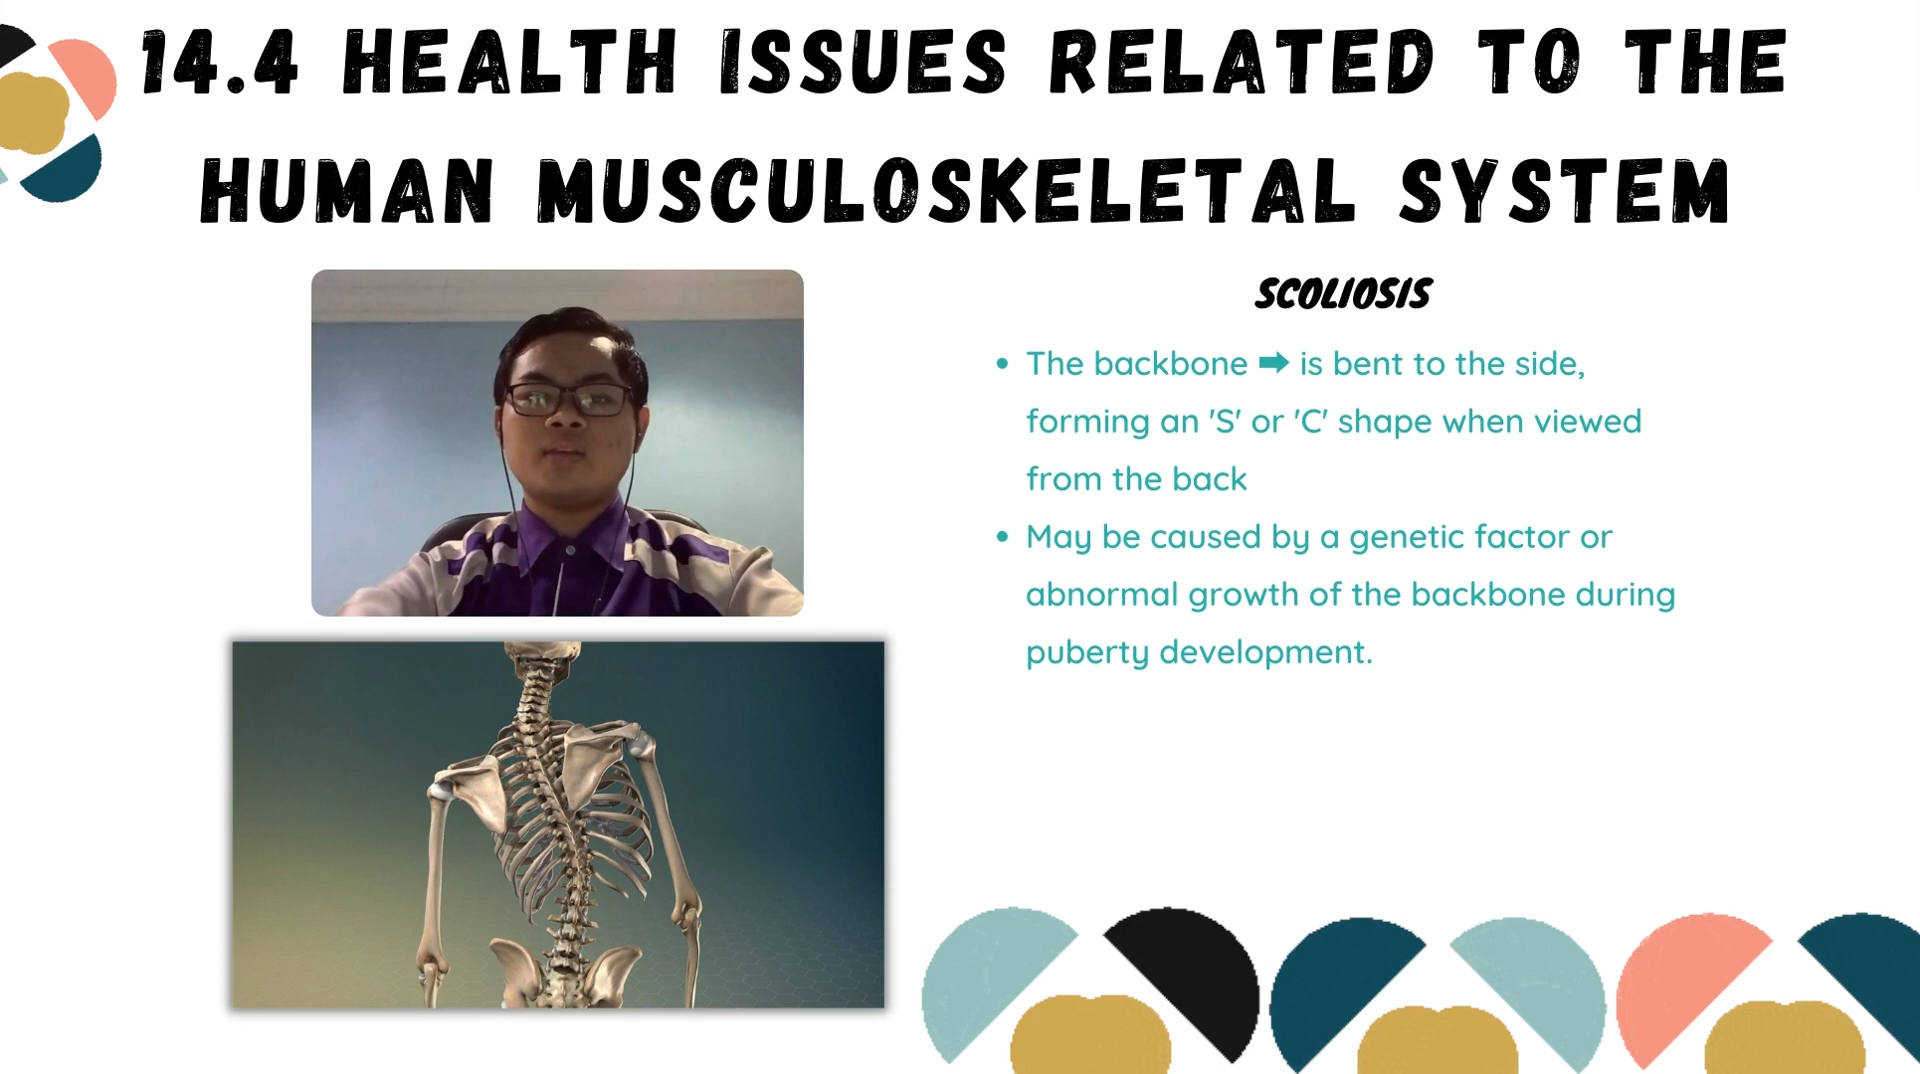 14.4 HEALTH ISSUES RELATED TO THE
HUMAN MUSCULOSKELETAL SYSTEM
SCOLIOSIS
• The backbone ➡ is bent to the side,
forming an 'S' or 'C' shape when viewed
from the back
• May be caused by a genetic factor or
abnormal growth of the backbone during
puberty development.